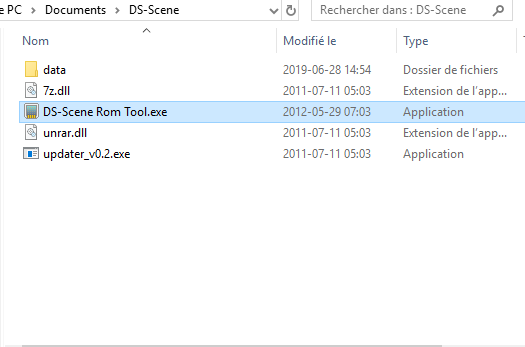 e PC > Documents > DS-Scene Rechercher dans : DS-Scene
Nom Modifié le Type T
data 2019-06-28 14:54 Dossier de fichiers
7z.dll 2011-07-11 05:03 Extension de l'app...
DS-Scene Rom Tool.exe 2012-05-29 07:03 Application
unrar.dll 2011-07-11 05:03 Extension de l'app...
updater_v0.2.exe 2011-07-11 05:03 Application